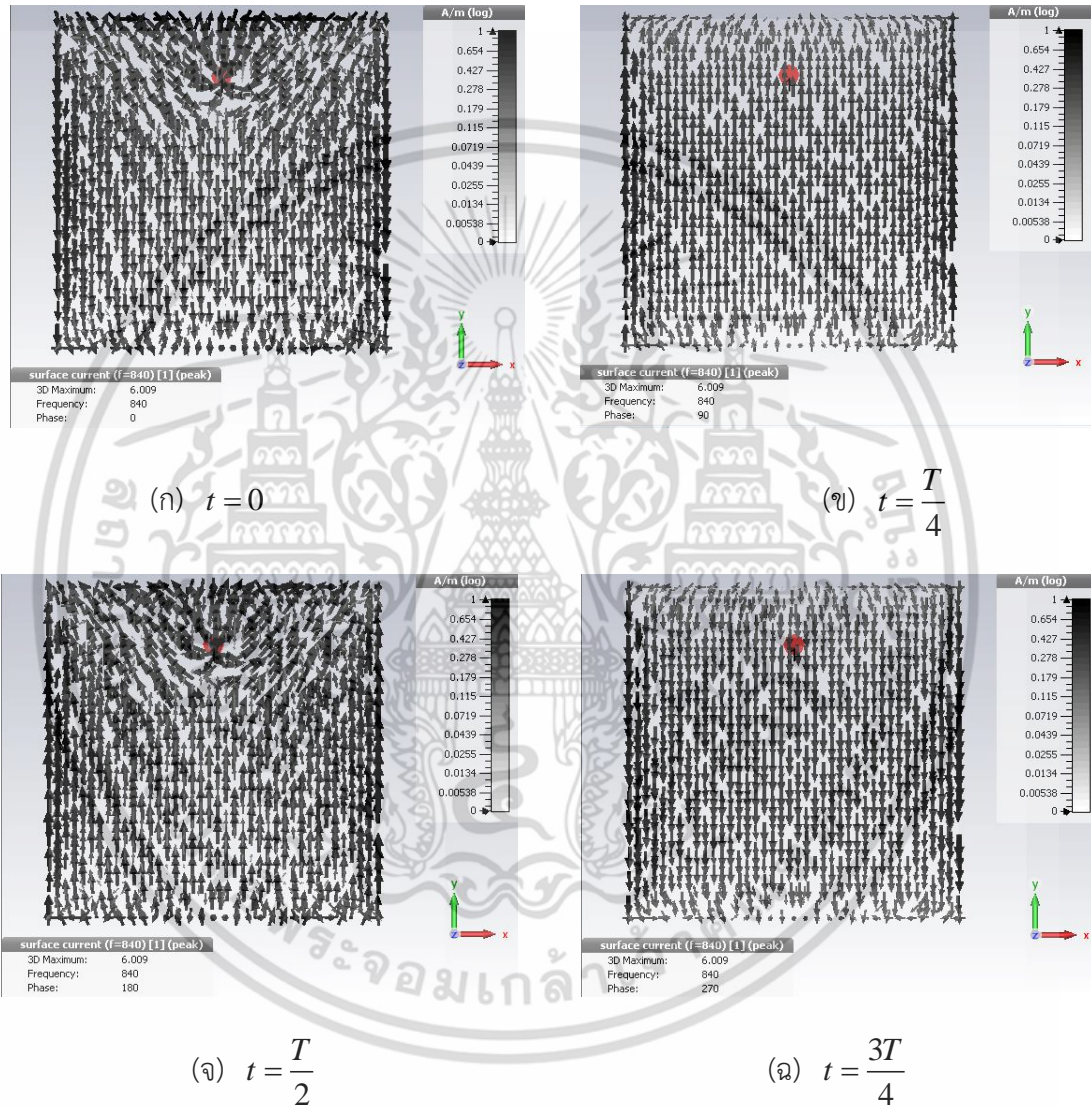 A/m (log)
1
0.654
0.427
0.278
0.179
0.115
0.0719
0.0439
0.0255
0.0134
0.00538
0
y
z
x
surface current (f=840) [1] (peak)
3D Maximum: 6.009
Frequency: 840
Phase: 0
(ก) t = 0
A/m (log)
1
0.654
0.427
0.278
0.179
0.115
0.0719
0.0439
0.0255
0.0134
0.00538
0
y
z
x
surface current (f=840) [1] (peak)
3D Maximum: 6.009
Frequency: 840
Phase: 90
(ข) t = T/4
A/m (log)
1
0.654
0.427
0.278
0.179
0.115
0.0719
0.0439
0.0255
0.0134
0.00538
0
y
z
x
surface current (f=840) [1] (peak)
3D Maximum: 6.009
Frequency: 840
Phase: 180
(จ) t = T/2
A/m (log)
1
0.654
0.427
0.278
0.179
0.115
0.0719
0.0439
0.0255
0.0134
0.00538
0
y
z
x
surface current (f=840) [1] (peak)
3D Maximum: 6.009
Frequency: 840
Phase: 270
(ฉ) t = 3T/4